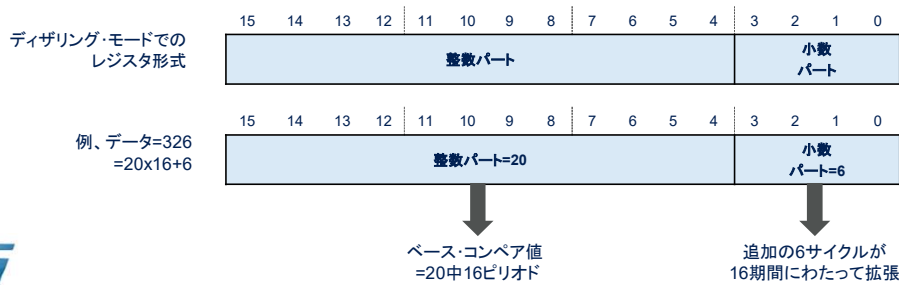 15 14 13 12 11 10 9 8 7 6 5 4 3 2 1 0
ディザリング・モードでの
レジスタ形式
整数パート
小数
パート
15 14 13 12 11 10 9 8 7 6 5 4 3 2 1 0
例、データ=326
=20x16+6
整数パート=20
小数
パート=6
ベース・コンペア値
=20中16ピリオド
追加の6サイクルが
16期間にわたって拡張